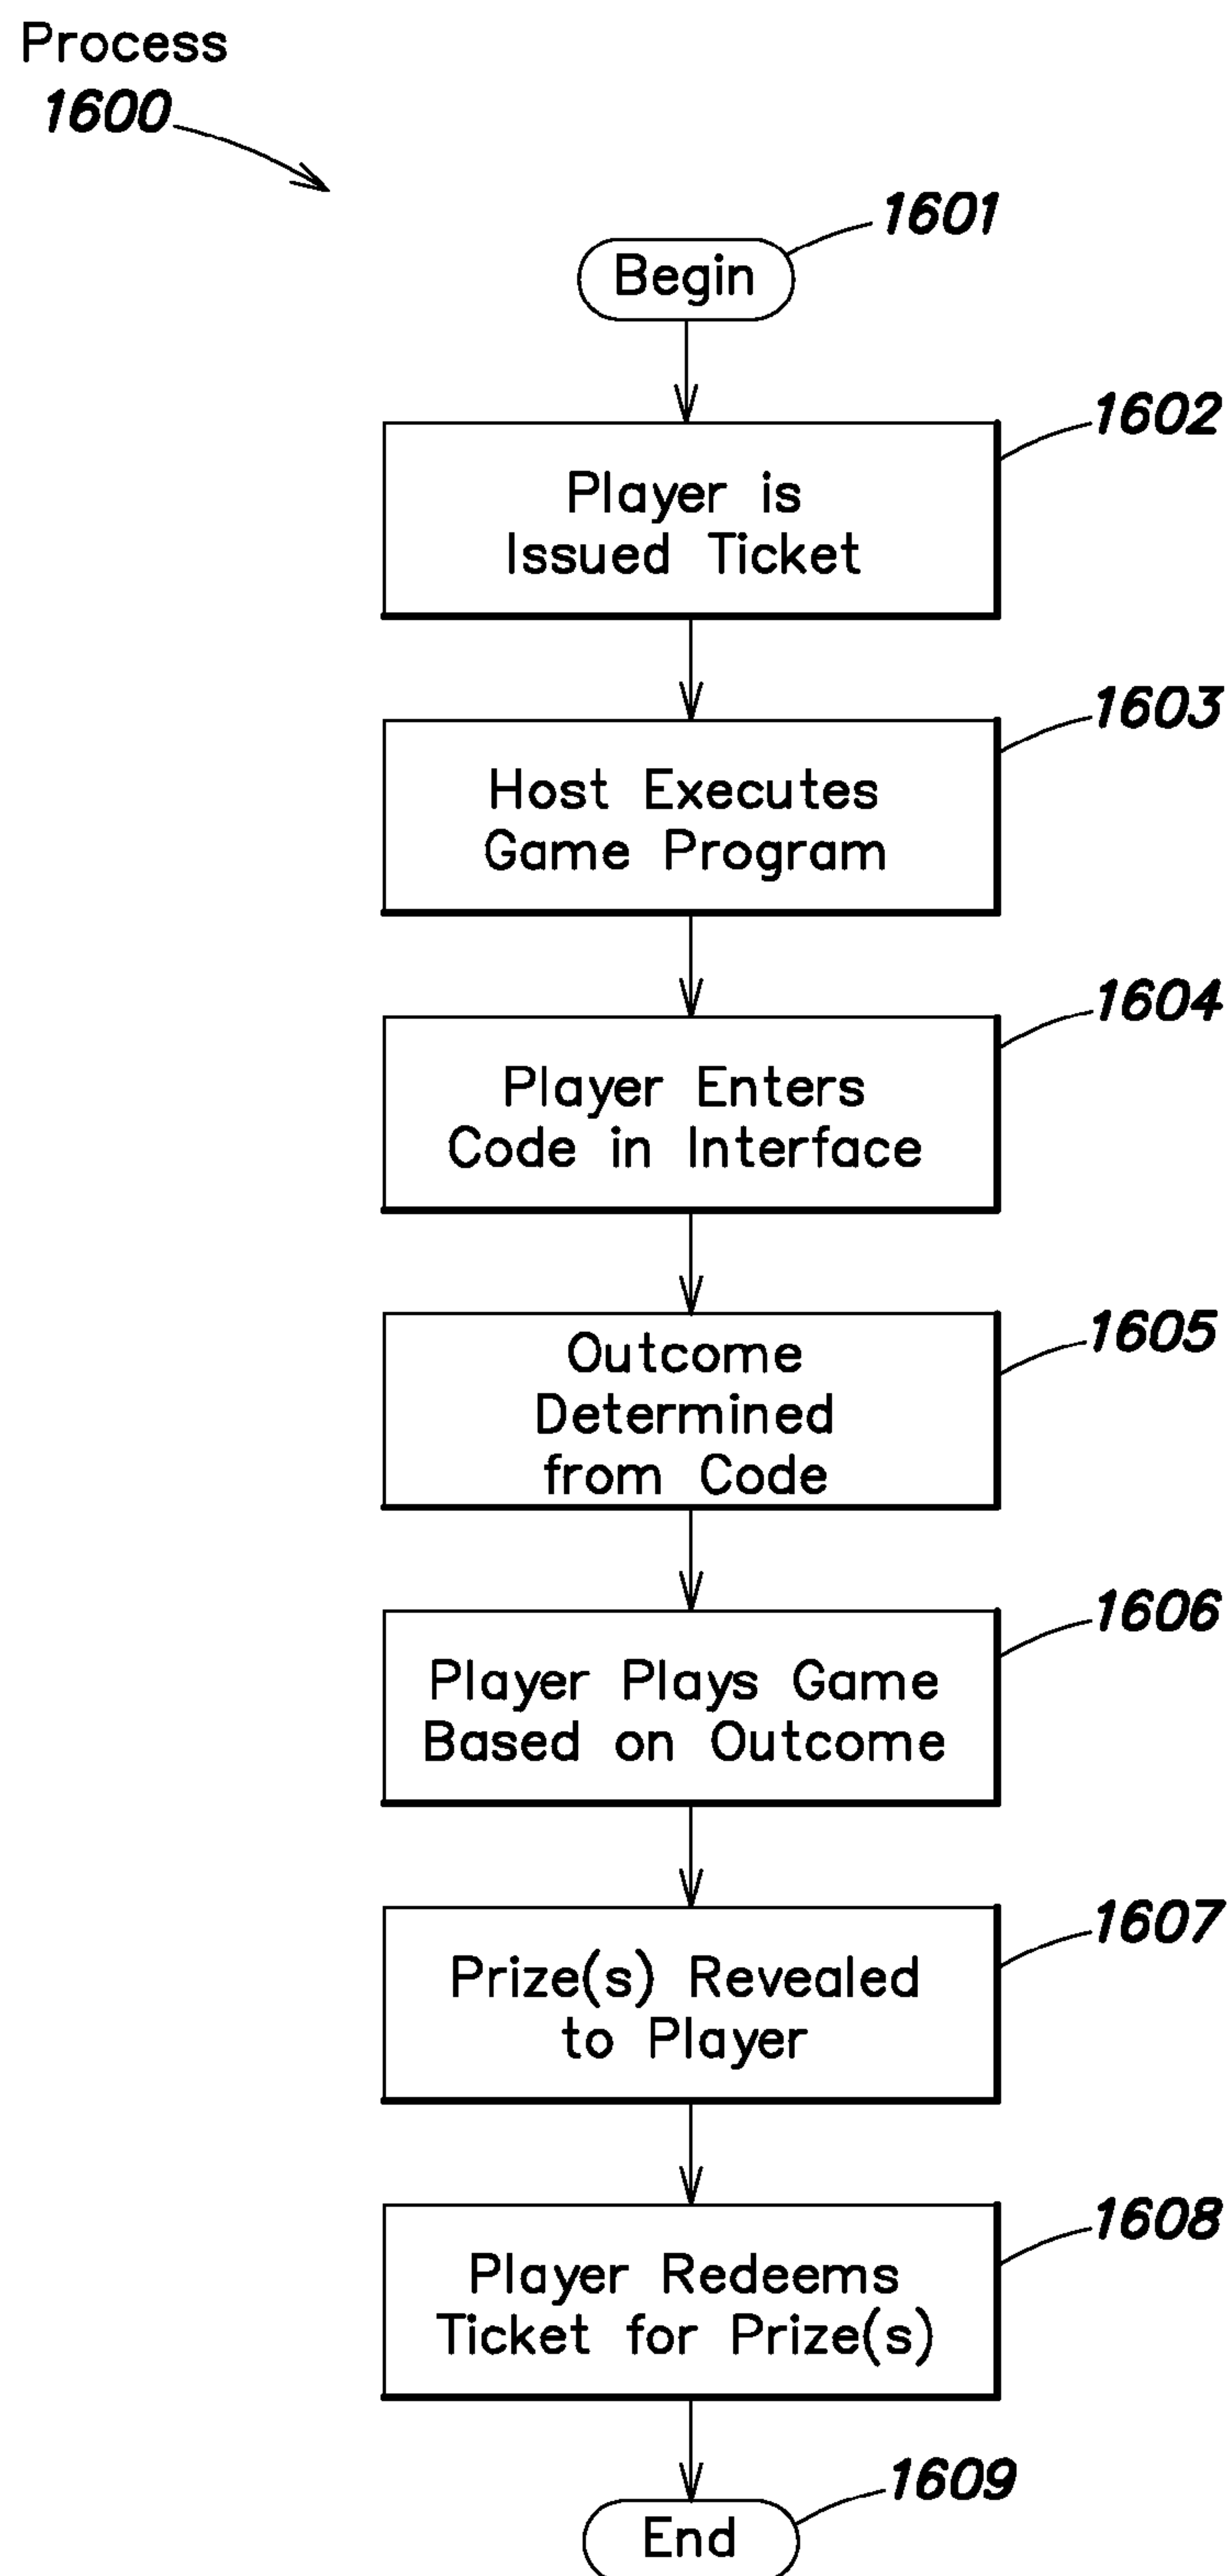 Process
1600
1601
Begin
1602
Player is
Issued Ticket
1603
Host Executes
Game Program
1604
Player Enters
Code in Interface
1605
Outcome
Determined
from Code
1606
Player Plays Game
Based on Outcome
1607
Prize(s) Revealed
to Player
1608
Player Redeems
Ticket for Prize(s)
1609
End